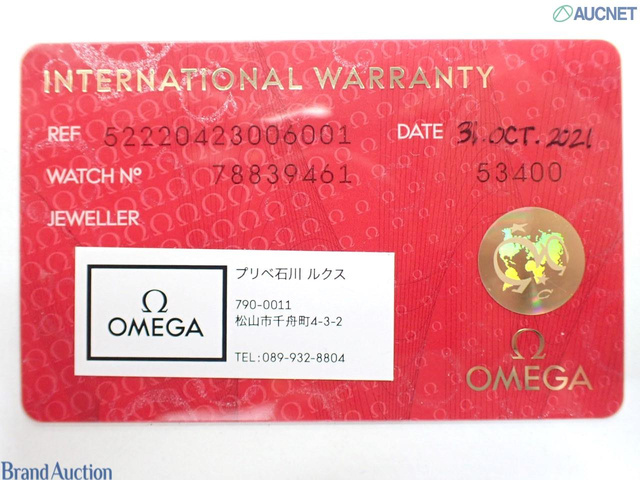 AUCNET
INTERNATIONAL WARRANTY
REF 52220423006001 DATE 31.OCT.2021
WATCH Nº 78839461 53400
JEWELLER
Ω
OMEGA
プリベ石川 ルクス
790-0011
松山市千舟町4-3-2
TEL:089-932-8804
Ω
OMEGA
Brand Auction